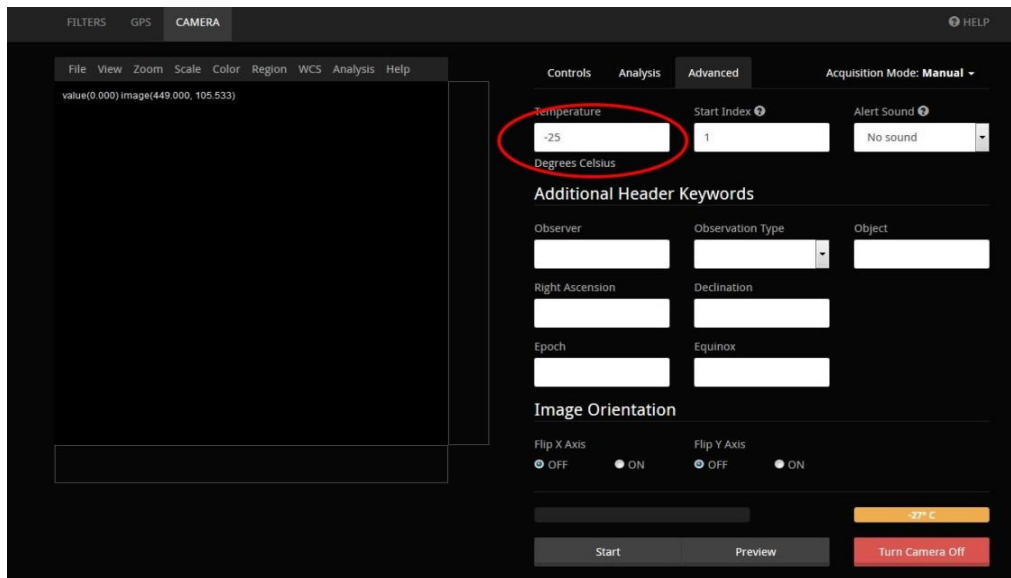 FILTERS GPS CAMERA HELP
File View Zoom Scale Color Region WCS Analysis Help
value(0.000) image(449.000, 105.533)
Controls Analysis Advanced Acquisition Mode: Manual
Temperature Start Index Alert Sound
-25 1 No sound
Degrees Celsius
Additional Header Keywords
Observer Observation Type Object
Right Ascension Declination
Epoch Equinox
Image Orientation
Flip X Axis Flip Y Axis
OFF ON OFF ON
-27° C
Start Preview Turn Camera Off